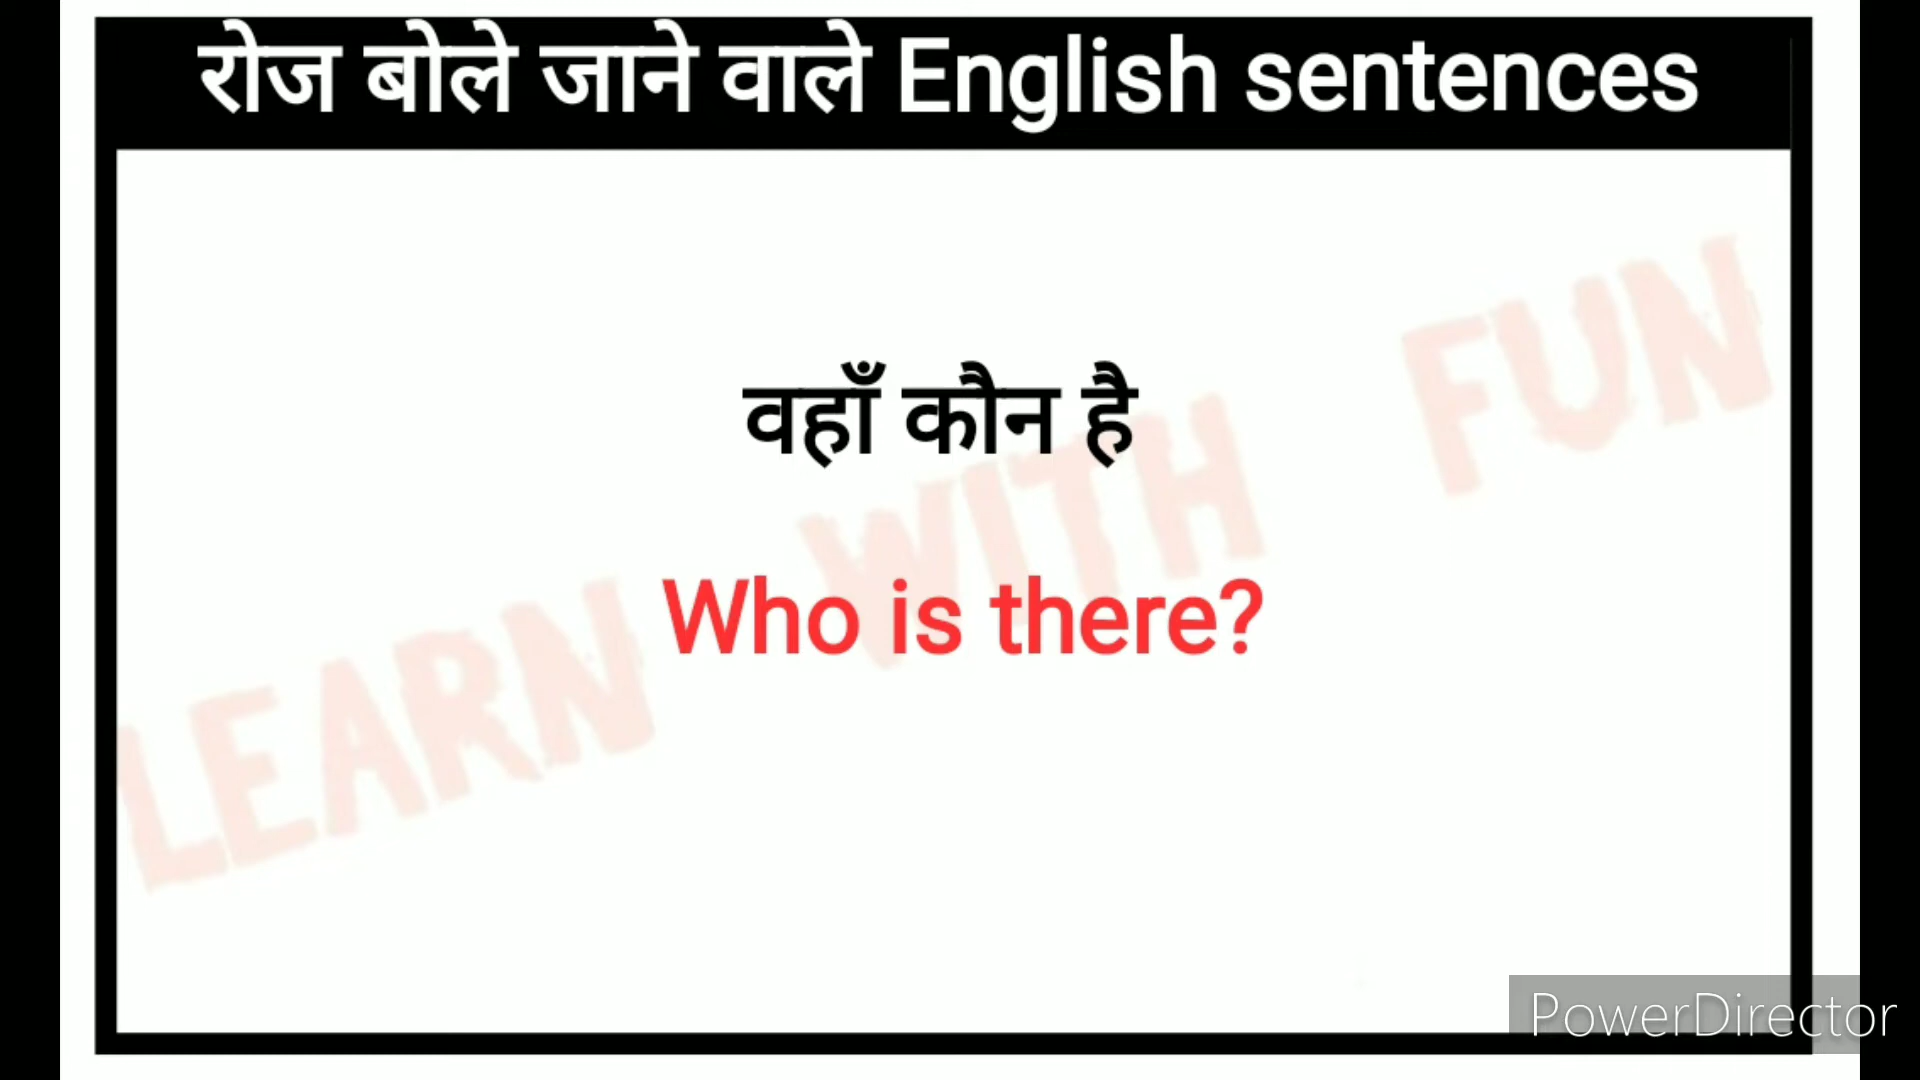 रोज बोले जाने वाले English sentences
वहाँ कौन है
Who is there?
LEARN WITH FUN
PowerDirector